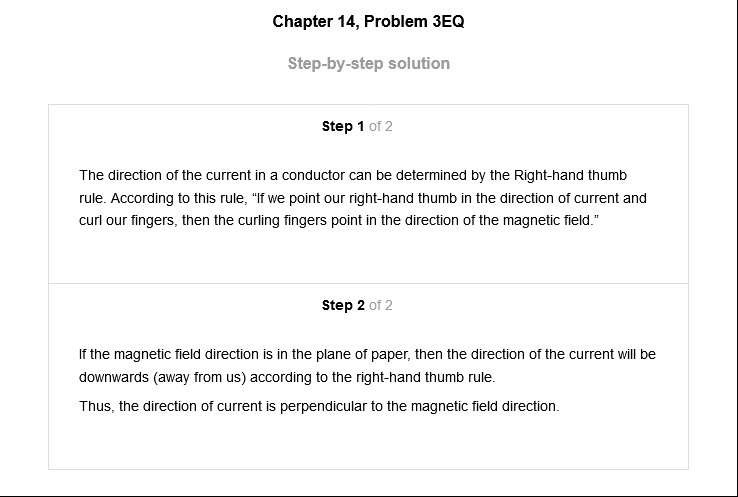 Chapter 14, Problem 3EQ
Step-by-step solution
Step 1 of 2
The direction of the current in a conductor can be determined by the Right-hand thumb
rule. According to this rule, “If we point our right-hand thumb in the direction of current and
curl our fingers, then the curling fingers point in the direction of the magnetic field.”
Step 2 of 2
If the magnetic field direction is in the plane of paper, then the direction of the current will be
downwards (away from us) according to the right-hand thumb rule.
Thus, the direction of current is perpendicular to the magnetic field direction.